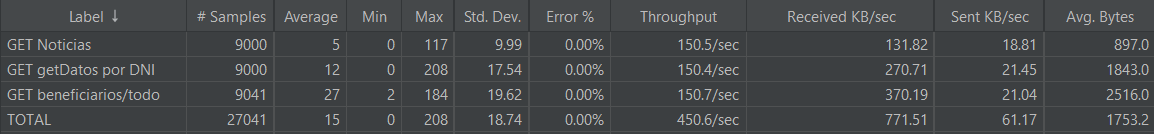 Label ↓ # Samples Average Min Max Std. Dev. Error % Throughput Received KB/sec Sent KB/sec Avg. Bytes
GET Noticias 9000 5 0 117 9.99 0.00% 150.5/sec 131.82 18.81 897.0
GET getDatos por DNI 9000 12 0 208 17.54 0.00% 150.4/sec 270.71 21.45 1843.0
GET beneficiarios/todo 9041 27 2 184 19.62 0.00% 150.7/sec 370.19 21.04 2516.0
TOTAL 27041 15 0 208 18.74 0.00% 450.6/sec 771.51 61.17 1753.2